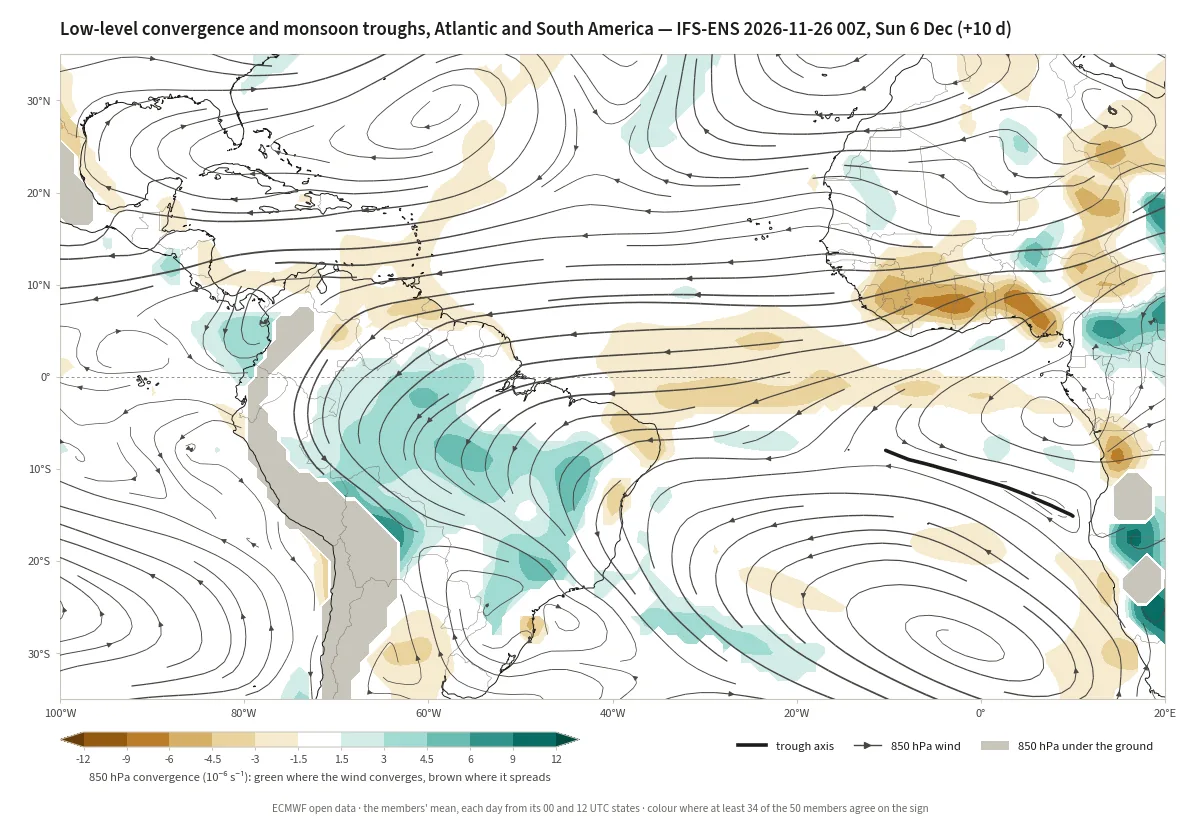 Low-level convergence and monsoon troughs, Atlantic and South America — IFS-ENS 2026-11-26 00Z, Sun 6 Dec (+10 d)
30°N
20°N
10°N
0°
10°S
20°S
30°S
100°W 80°W 60°W 40°W 20°W 0° 20°E
-12 -9 -6 -4.5 -3 -1.5 1.5 3 4.5 6 9 12
850 hPa convergence (10⁻⁶ s⁻¹): green where the wind converges, brown where it spreads
trough axis 850 hPa wind 850 hPa under the ground
ECMWF open data · the members' mean, each day from its 00 and 12 UTC states · colour where at least 34 of the 50 members agree on the sign